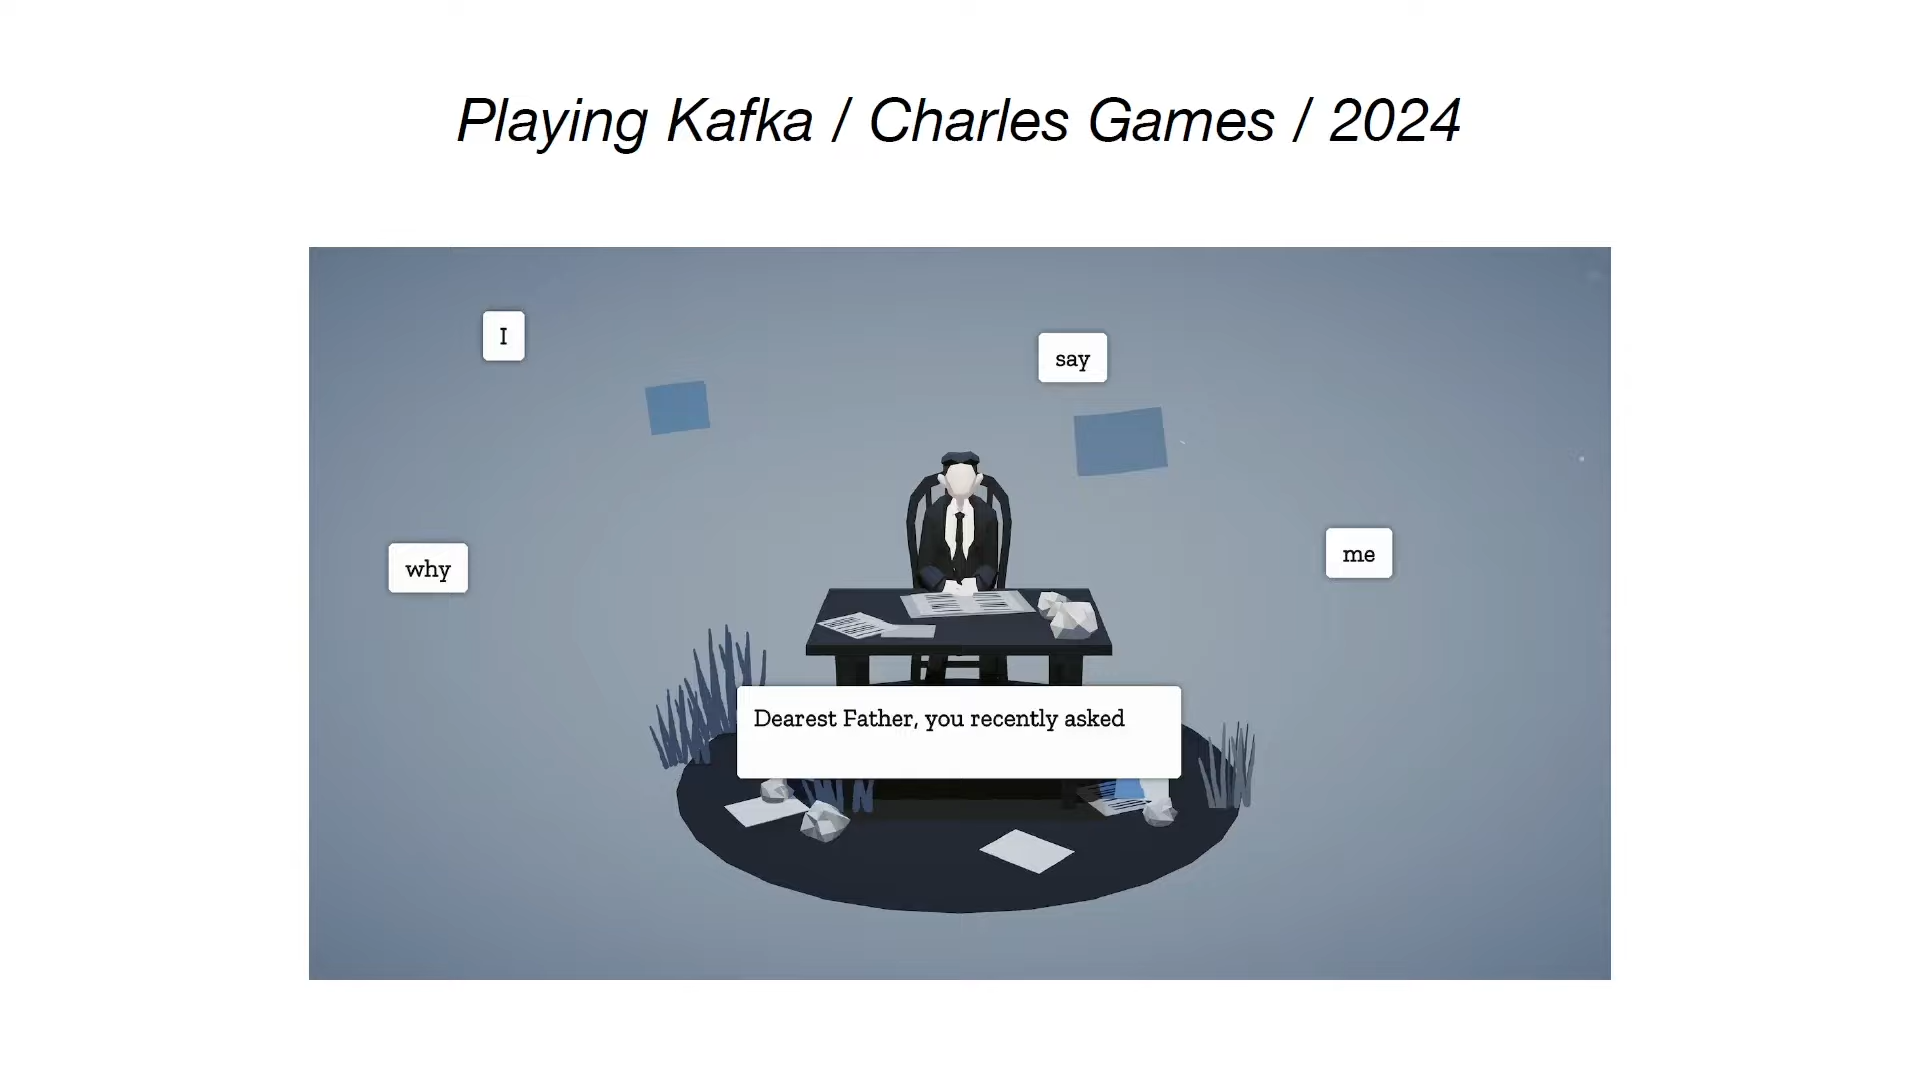 Playing Kafka / Charles Games / 2024
I
say
why
me
Dearest Father, you recently asked